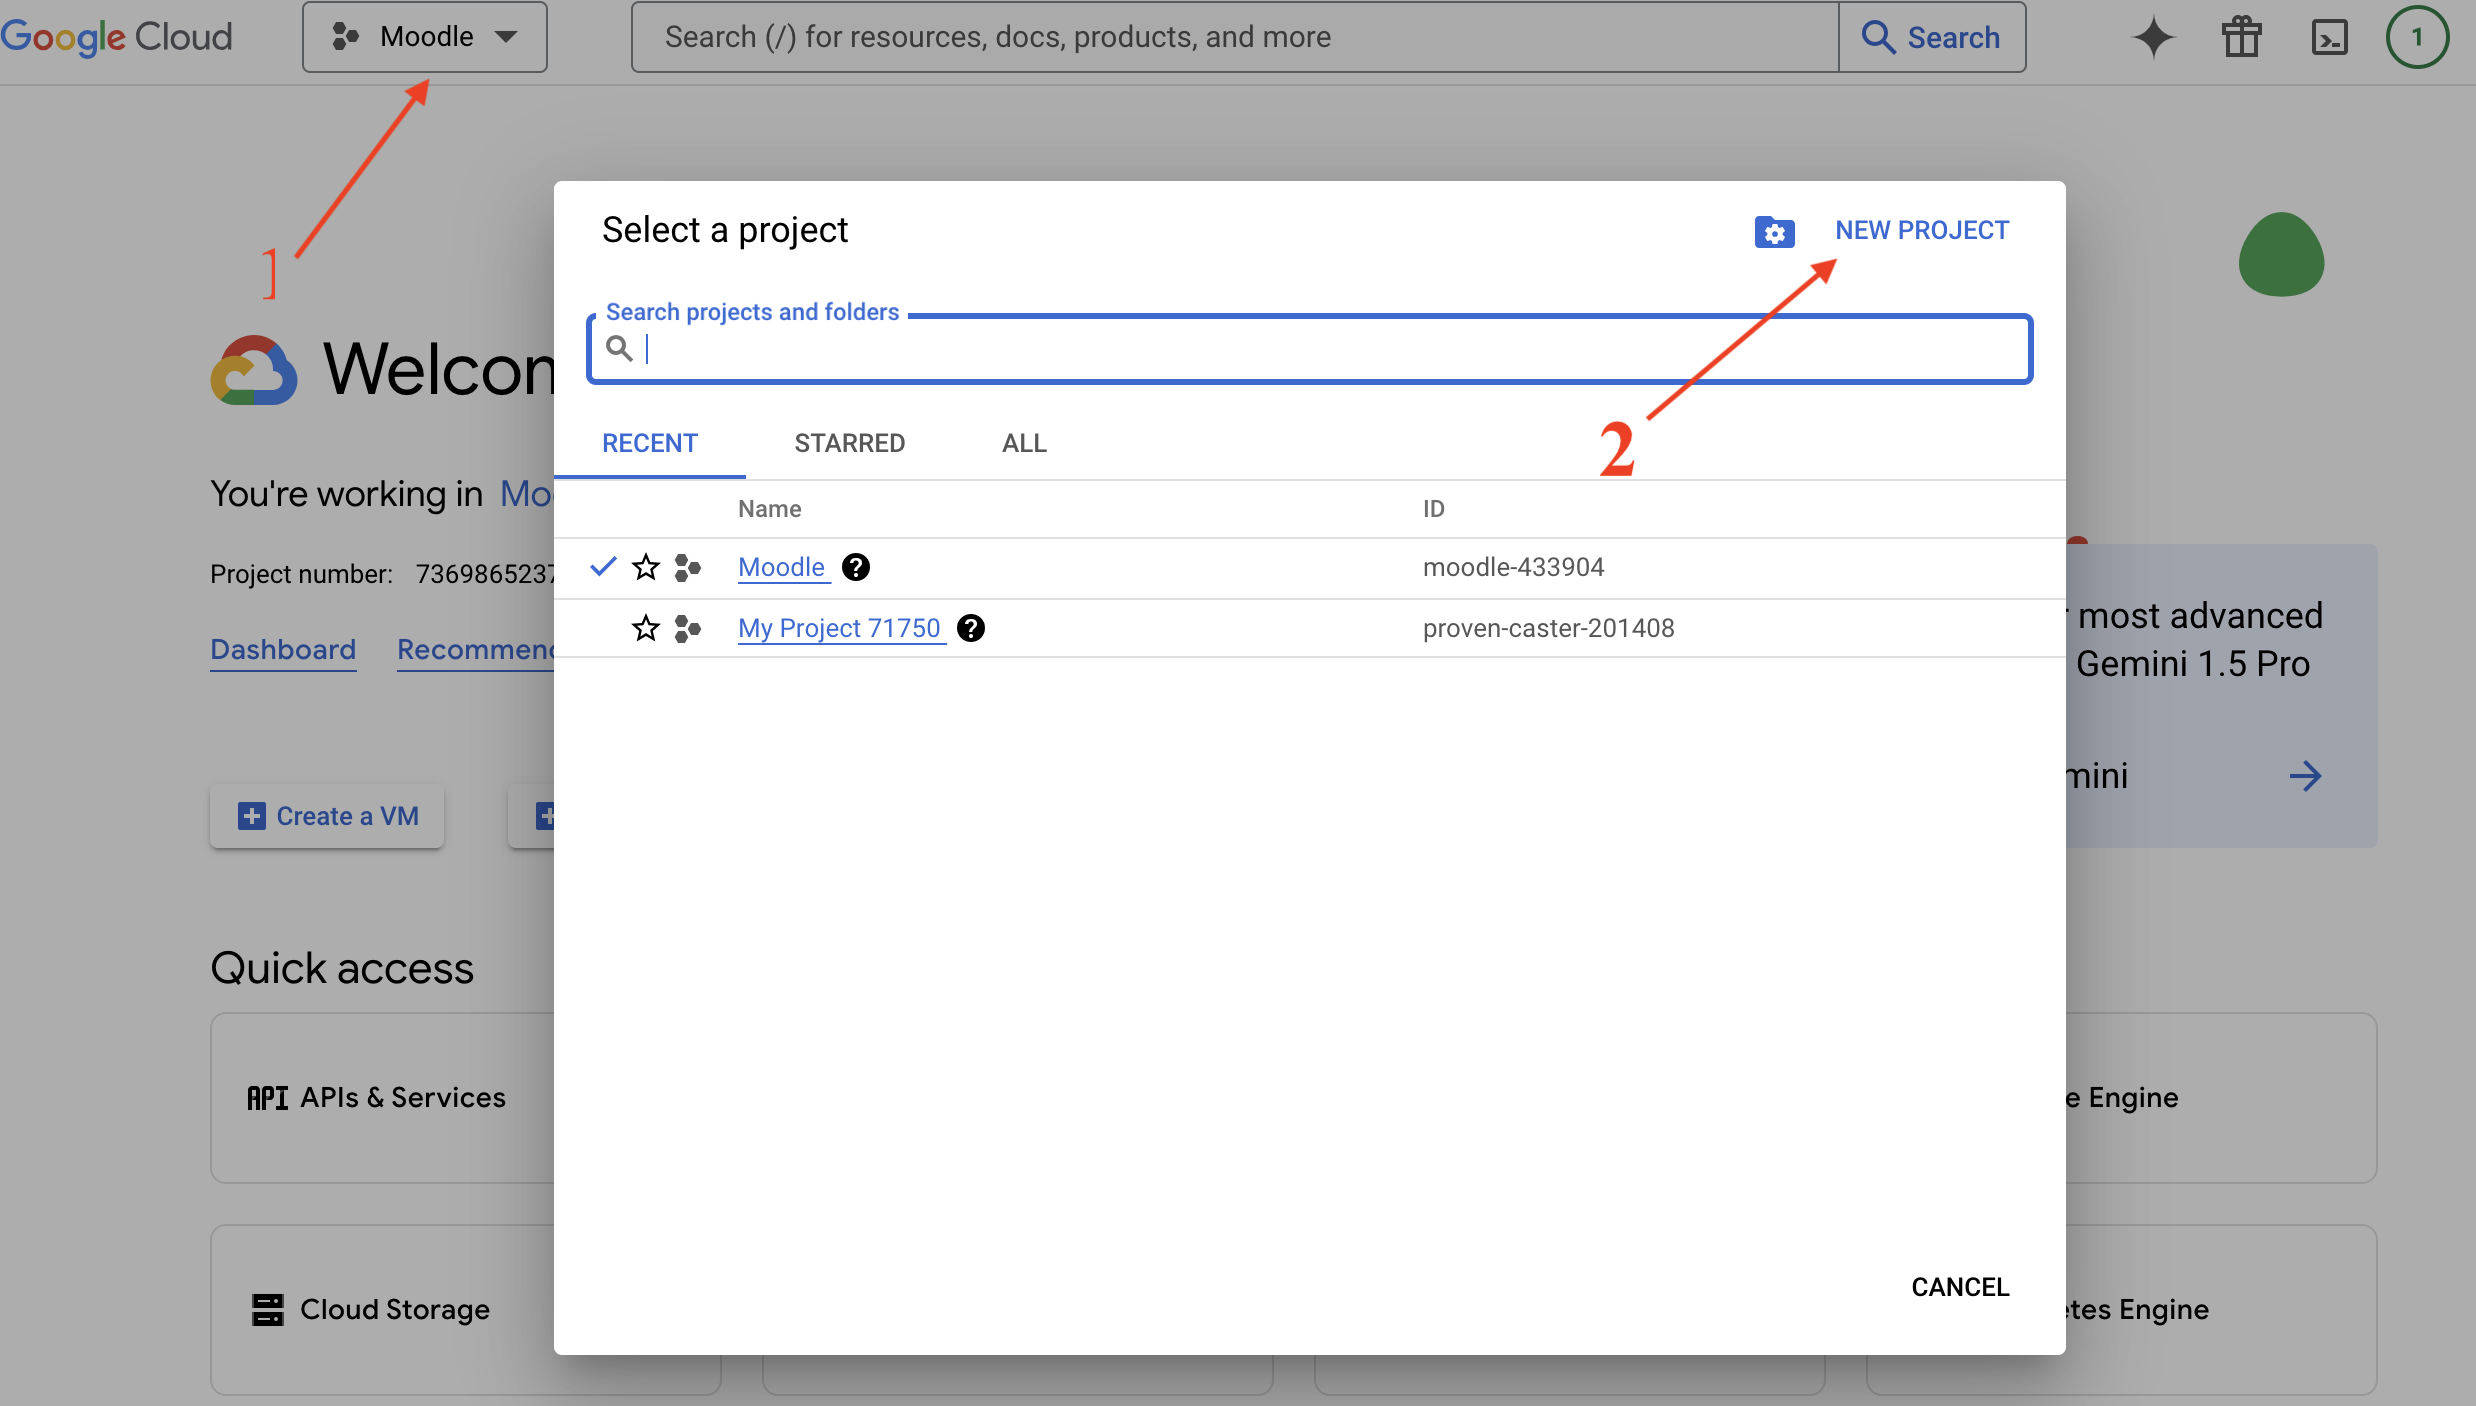 Google Cloud
Moodle
Search (/) for resources, docs, products, and more
Search
1
1
Select a project
NEW PROJECT
Search projects and folders
2
RECENT
STARRED
ALL
Name
ID
Moodle
moodle-433904
My Project 71750
proven-caster-201408
CANCEL
Welcom
You're working in Moo
Project number: 7369865237
Dashboard
Recommend
most advanced
Gemini 1.5 Pro
mini
Create a VM
Quick access
API APIs & Services
e Engine
Cloud Storage
etes Engine